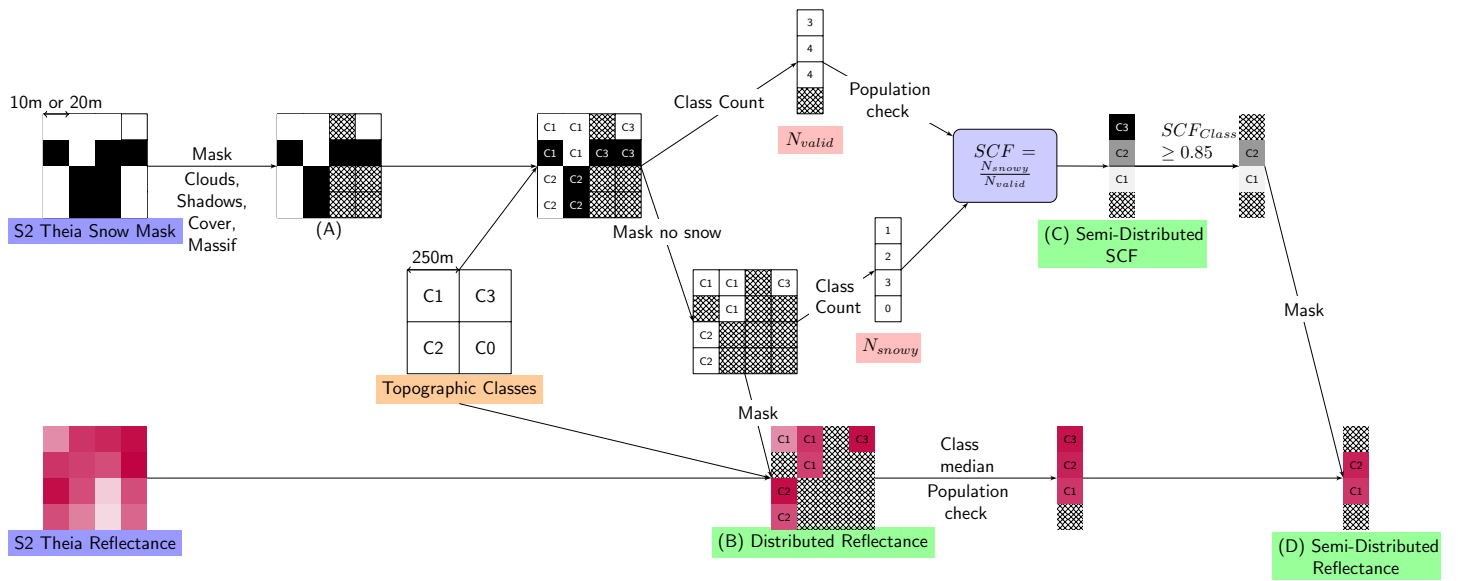 10m or 20m
S2 Theia Snow Mask
Mask
Clouds,
Shadows,
Cover,
Massif
(A)
C1 C1 C3
C1 C1 C3 C3
C2 C2
C2 C2
250m
C1 C3
C2 C0
Topographic Classes
Class Count
3
4
4
N_valid
Population
check
Mask no snow
C1 C1 C3
C1
C2
C2
Class
Count
1
2
3
0
N_snowy
SCF =
N_snowy
N_valid
C3
C2
C1
(C) Semi-Distributed
SCF
SCF_Class
≥ 0.85
C2
C1
Mask
Mask
S2 Theia Reflectance
C1 C1 C3
C1
C2
C2
(B) Distributed Reflectance
Class
median
Population
check
C3
C2
C1
C2
C1
(D) Semi-Distributed
Reflectance